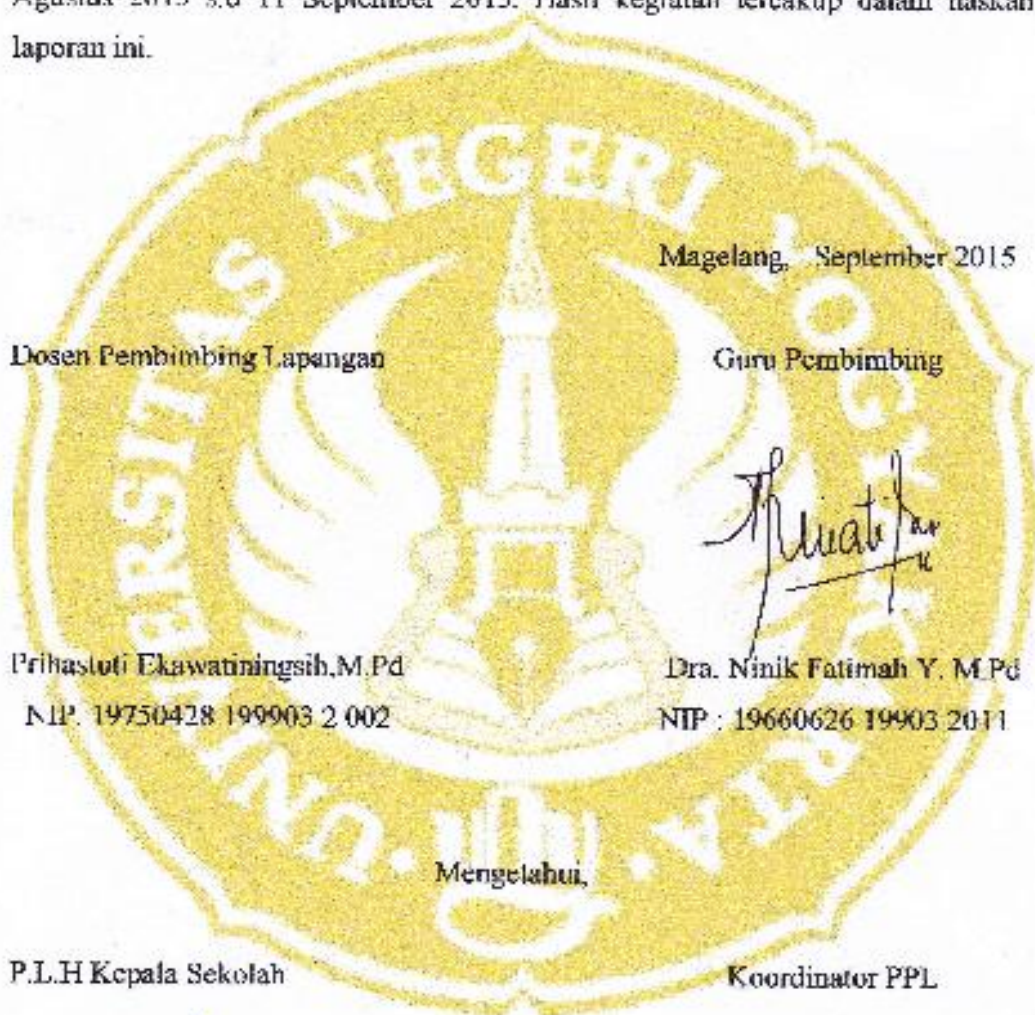 Agustus 2015 s.d 11 September 2015. Hasil kegiatan tercakup dalam naskah
laporan ini.
UNIVERSITAS NEGERI YOGYAKARTA
Magelang, September 2015
Dosen Pembimbing Lapangan Guru Pembimbing
Prihastuti Ekawatiningsih,M.Pd Dra. Ninik Fatimah Y. M.Pd
NIP. 19750428 199903 2 002 NIP : 19660626 19903 2011
Mengetahui,
P.L.H Kepala Sekolah Koordinator PPL